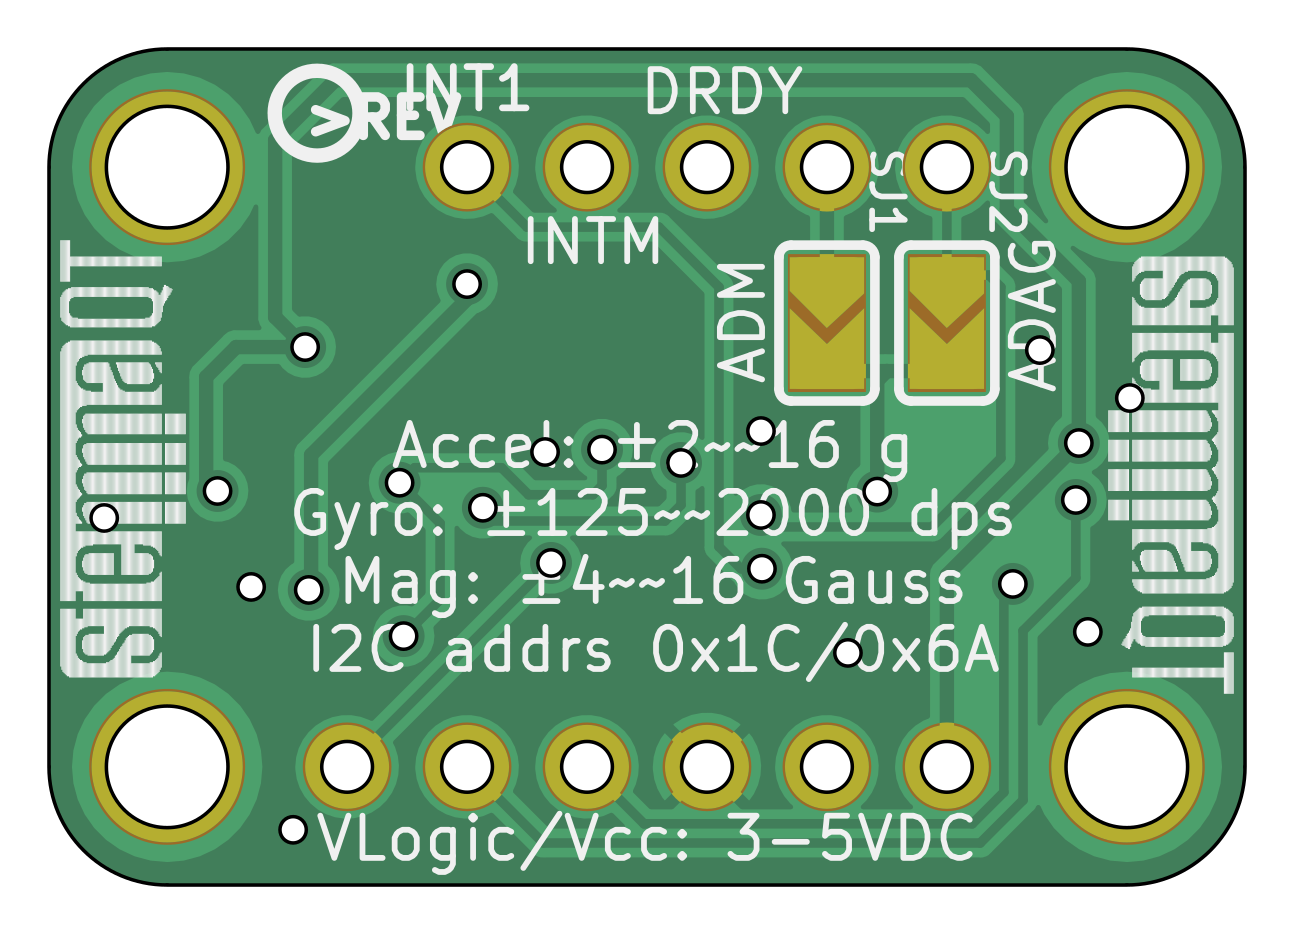 INT1
DRDY
>REV
SJ1
SJ2
INTM
ADM
ADAG
stemmaQT
stemmaQT
Accel: ±2~~16 g
Gyro: ±125~~2000 dps
Mag: ±4~~16 Gauss
I2C addrs 0x1C/0x6A
VLogic/Vcc: 3-5VDC